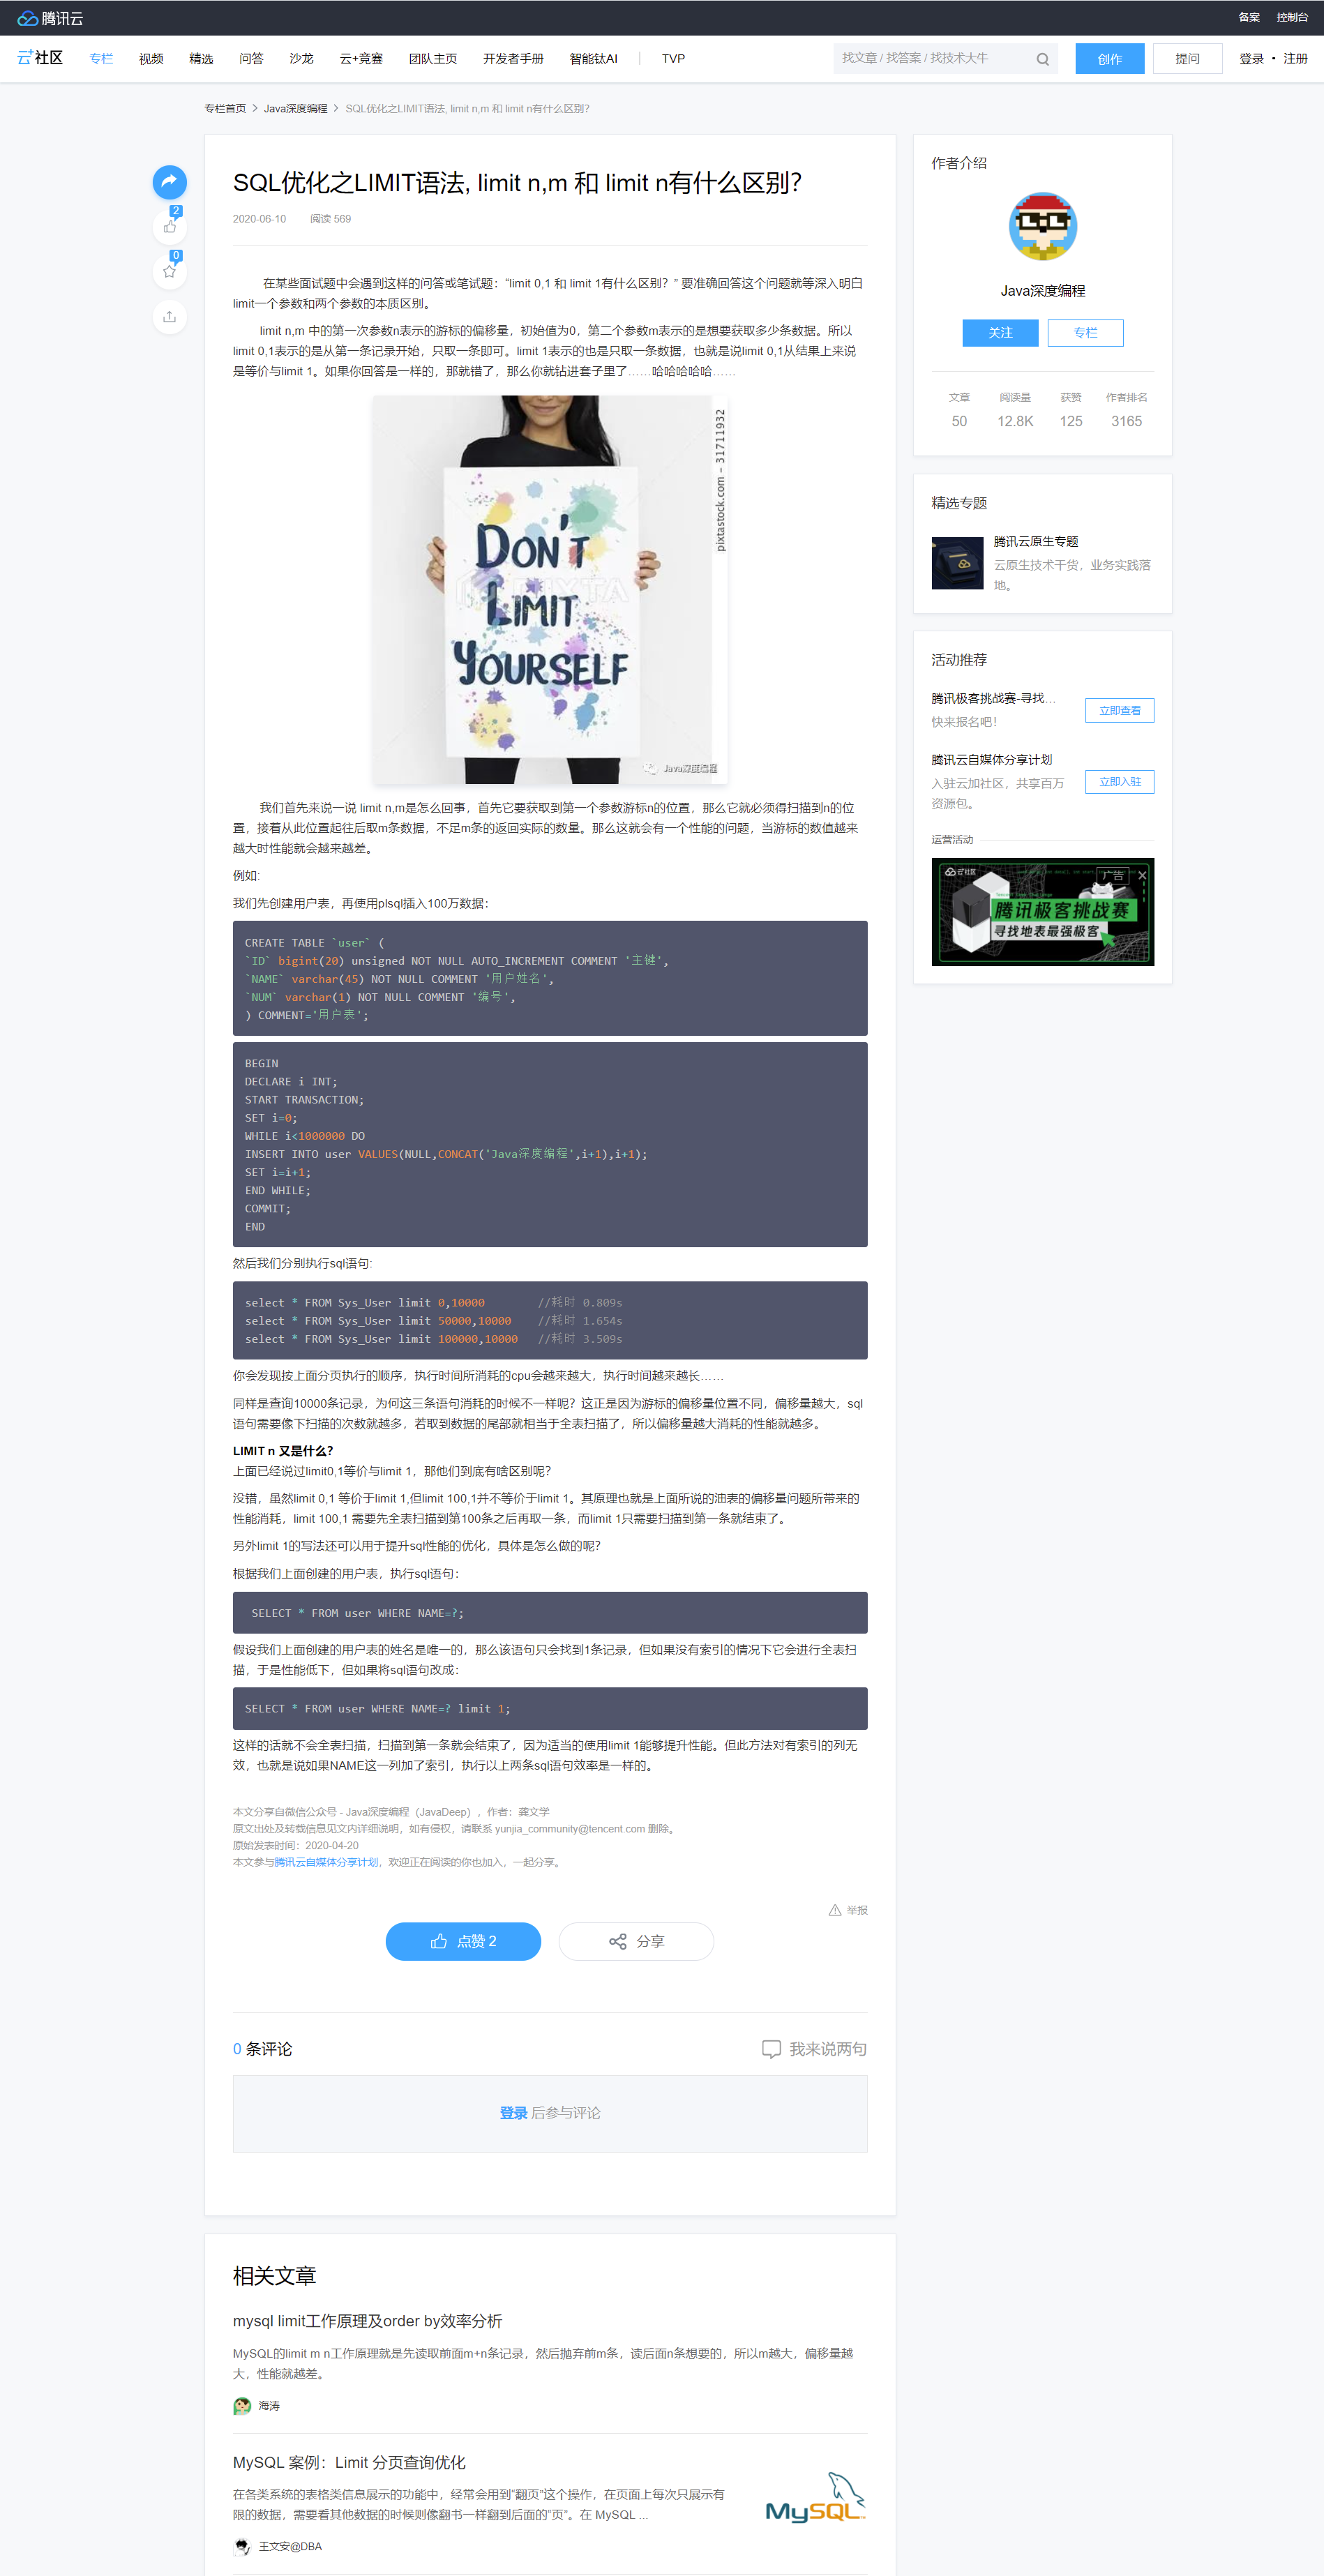 腾讯云
备案 控制台
云+社区 专栏 视频 精选 问答 沙龙 云+竞赛 团队主页 开发者手册 智能钛AI TVP 找文章 / 找答案 / 找技术大牛 创作 提问 登录 · 注册
专栏首页 > Java深度编程 > SQL优化之LIMIT语法, limit n,m 和 limit n有什么区别?
SQL优化之LIMIT语法, limit n,m 和 limit n有什么区别?
2020-06-10 阅读 569
2
0
在某些面试题中会遇到这样的问答或笔试题：“limit 0,1 和 limit 1有什么区别？” 要准确回答这个问题就等深入明白
limit一个参数和两个参数的本质区别。
limit n,m 中的第一次参数n表示的游标的偏移量，初始值为0，第二个参数m表示的是想要获取多少条数据。所以
limit 0,1表示的是从第一条记录开始，只取一条即可。limit 1表示的也是只取一条数据，也就是说limit 0,1从结果上来说
是等价与limit 1。如果你回答是一样的，那就错了，那么你就钻进套子里了……哈哈哈哈哈……
DON'T
LIMIT
YOURSELF
pixtastock.com - 31711932
PIXTA
Java深度编程
我们首先来说一说 limit n,m是怎么回事，首先它要获取到第一个参数游标n的位置，那么它就必须得扫描到n的位
置，接着从此位置起往后取m条数据，不足m条的返回实际的数量。那么这就会有一个性能的问题，当游标的数值越来
越大时性能就会越来越差。
例如:
我们先创建用户表，再使用plsql插入100万数据：
CREATE TABLE `user` (
`ID` bigint(20) unsigned NOT NULL AUTO_INCREMENT COMMENT '主键',
`NAME` varchar(45) NOT NULL COMMENT '用户姓名',
`NUM` varchar(1) NOT NULL COMMENT '编号',
) COMMENT='用户表';
BEGIN
DECLARE i INT;
START TRANSACTION;
SET i=0;
WHILE i<1000000 DO
INSERT INTO user VALUES(NULL,CONCAT('Java深度编程',i+1),i+1);
SET i=i+1;
END WHILE;
COMMIT;
END
然后我们分别执行sql语句:
select * FROM Sys_User limit 0,10000 //耗时 0.809s
select * FROM Sys_User limit 50000,10000 //耗时 1.654s
select * FROM Sys_User limit 100000,10000 //耗时 3.509s
你会发现按上面分页执行的顺序，执行时间所消耗的cpu会越来越大，执行时间越来越长……
同样是查询10000条记录，为何这三条语句消耗的时候不一样呢？这正是因为游标的偏移量位置不同，偏移量越大，sql
语句需要像下扫描的次数就越多，若取到数据的尾部就相当于全表扫描了，所以偏移量越大消耗的性能就越多。
LIMIT n 又是什么？
上面已经说过limit0,1等价与limit 1，那他们到底有啥区别呢？
没错，虽然limit 0,1 等价于limit 1,但limit 100,1并不等价于limit 1。其原理也就是上面所说的油表的偏移量问题所带来的
性能消耗，limit 100,1 需要先全表扫描到第100条之后再取一条，而limit 1只需要扫描到第一条就结束了。
另外limit 1的写法还可以用于提升sql性能的优化，具体是怎么做的呢？
根据我们上面创建的用户表，执行sql语句：
SELECT * FROM user WHERE NAME=?;
假设我们上面创建的用户表的姓名是唯一的，那么该语句只会找到1条记录，但如果没有索引的情况下它会进行全表扫
描，于是性能低下，但如果将sql语句改成：
SELECT * FROM user WHERE NAME=? limit 1;
这样的话就不会全表扫描，扫描到第一条就会结束了，因为适当的使用limit 1能够提升性能。但此方法对有索引的列无
效，也就是说如果NAME这一列加了索引，执行以上两条sql语句效率是一样的。
本文分享自微信公众号 - Java深度编程（JavaDeep），作者：龚文学
原文出处及转载信息见文内详细说明，如有侵权，请联系 yunjia_community@tencent.com 删除。
原始发表时间：2020-04-20
本文参与腾讯云自媒体分享计划，欢迎正在阅读的你也加入，一起分享。
举报
点赞 2 分享
0 条评论 我来说两句
登录 后参与评论
相关文章
mysql limit工作原理及order by效率分析
MySQL的limit m n工作原理就是先读取前面m+n条记录，然后抛弃前m条，读后面n条想要的，所以m越大，偏移量越
大，性能就越差。
海涛
MySQL 案例：Limit 分页查询优化
在各类系统的表格类信息展示的功能中，经常会用到“翻页”这个操作，在页面上每次只展示有
限的数据，需要看其他数据的时候则像翻书一样翻到后面的“页”。在 MySQL ...
王文安@DBA
MySQL
作者介绍
Java深度编程
关注 专栏
文章 阅读量 获赞 作者排名
50 12.8K 125 3165
精选专题
腾讯云原生专题
云原生技术干货，业务实践落
地。
活动推荐
腾讯极客挑战赛-寻找...
快来报名吧！
立即查看
腾讯云自媒体分享计划
入驻云加社区，共享百万
资源包。
立即入驻
运营活动
云+社区
广告
腾讯极客挑战赛
寻找地表最强极客